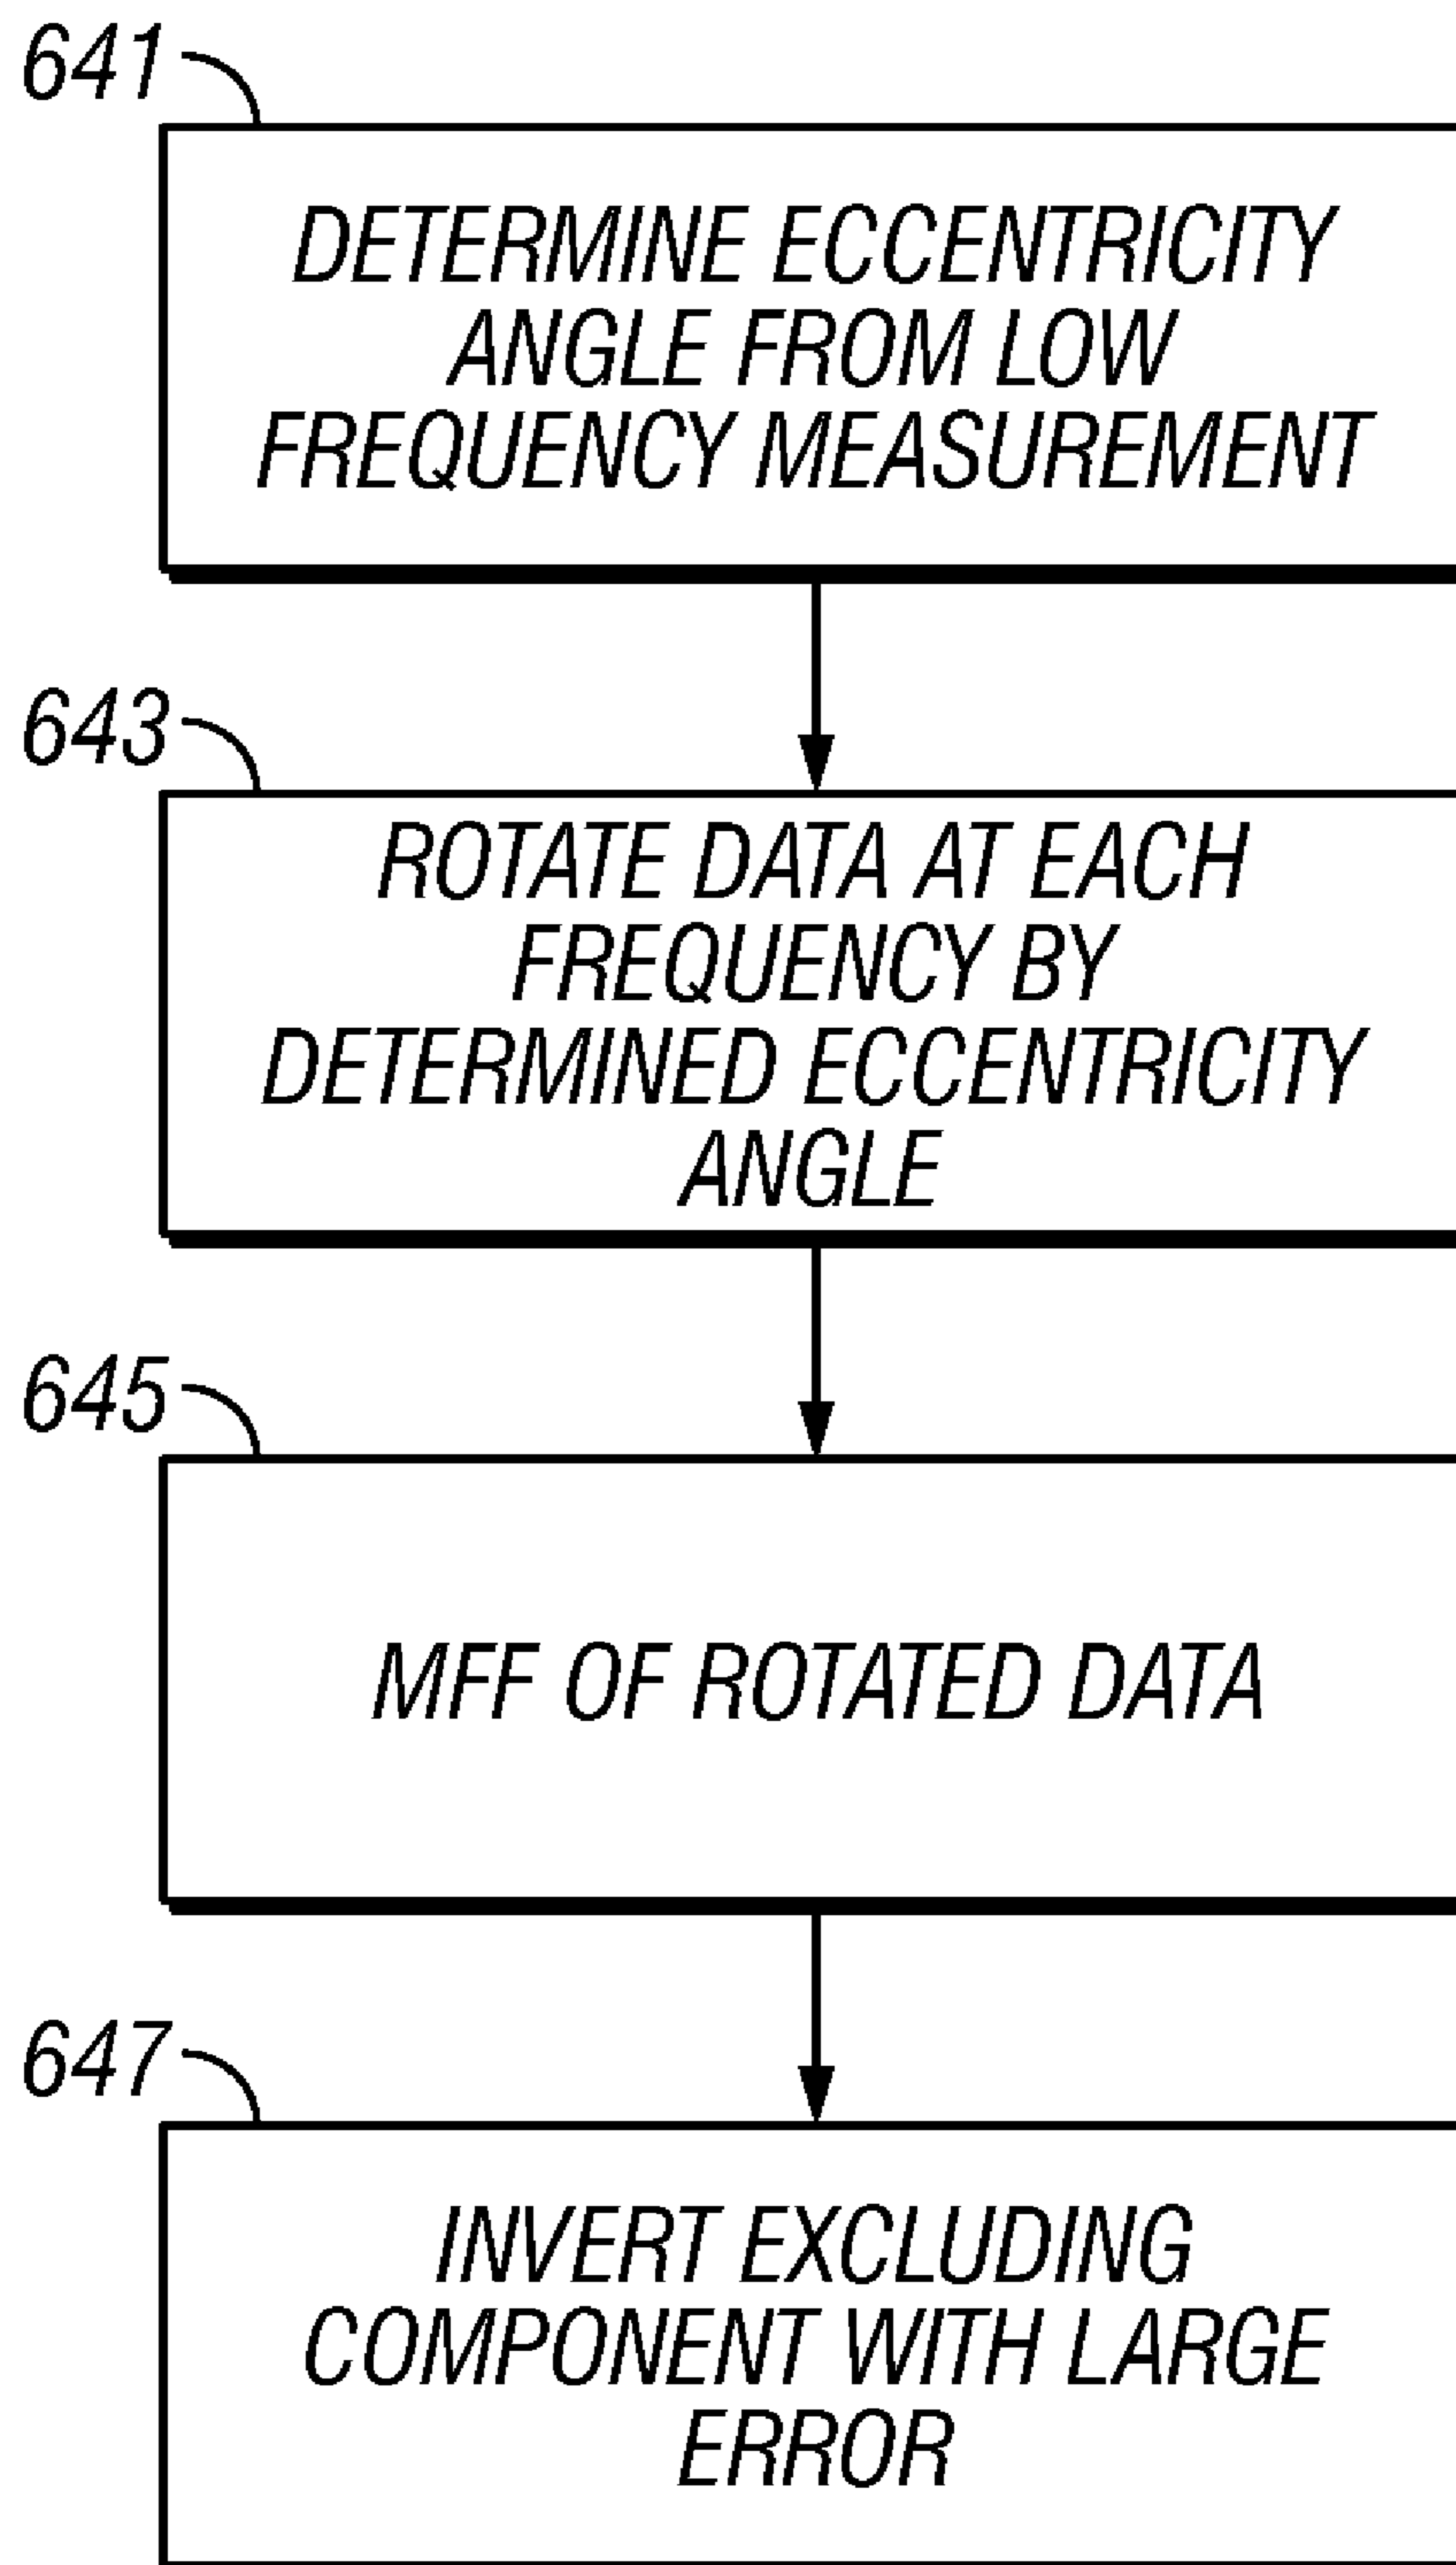 641
DETERMINE ECCENTRICITY
ANGLE FROM LOW
FREQUENCY MEASUREMENT
643
ROTATE DATA AT EACH
FREQUENCY BY
DETERMINED ECCENTRICITY
ANGLE
645
MFF OF ROTATED DATA
647
INVERT EXCLUDING
COMPONENT WITH LARGE
ERROR